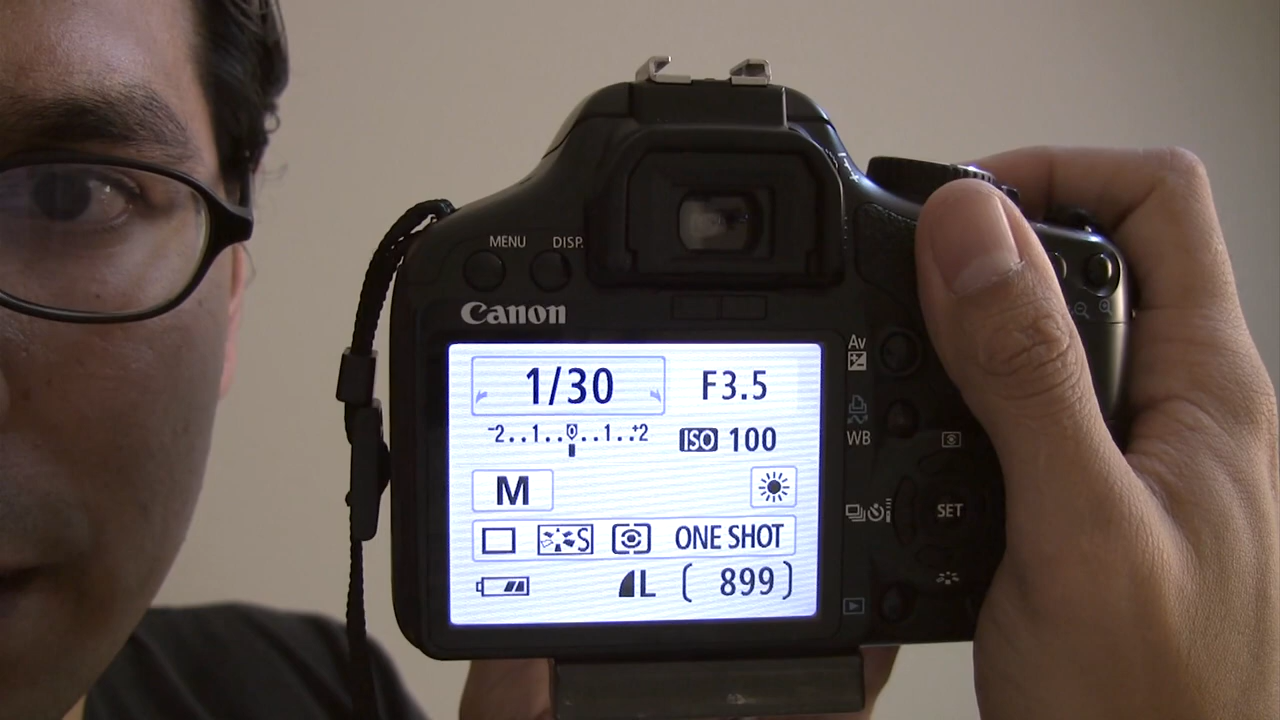 MENU DISP.
Canon
1/30 F3.5
-2..1..0..1..+2 ISO 100
M
S ONE SHOT
L [ 899 ]
Av
WB
SET